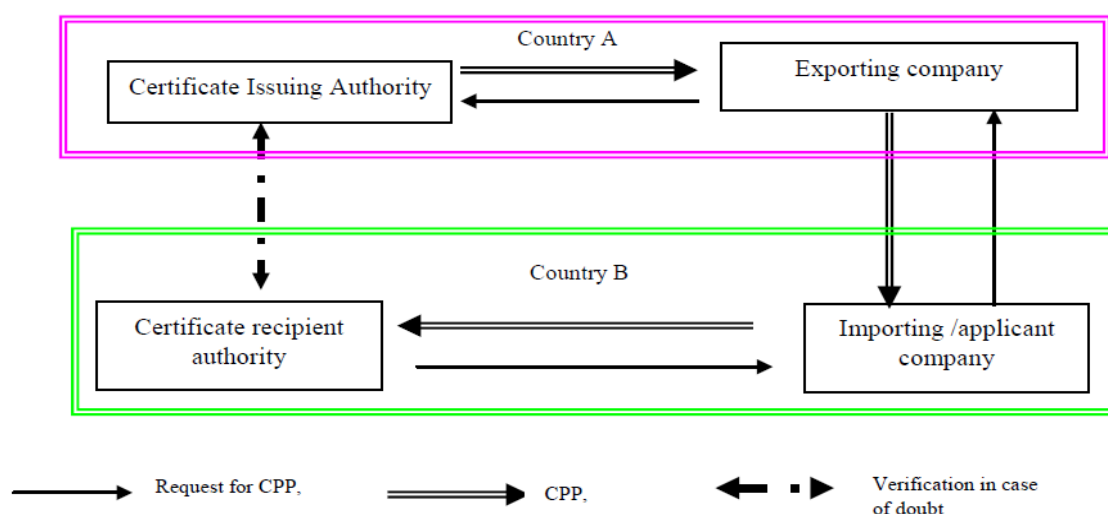 Country A
Certificate Issuing Authority
Exporting company
Country B
Certificate recipient
authority
Importing /applicant
company
Request for CPP,
CPP,
Verification in case
of doubt